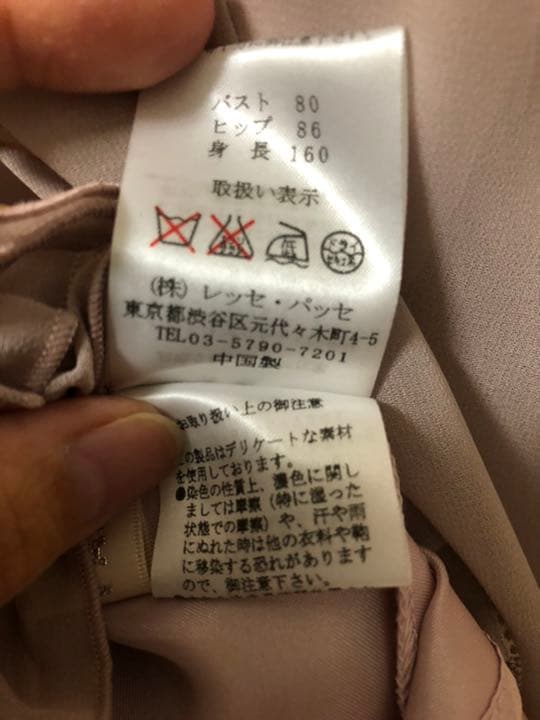 バスト 80
ヒップ 86
身長 160
取扱い表示
低
ドライ
(株) レッセ・パッセ
東京都渋谷区元代々木町4-5
TEL03-5790-7201
中国製
お取り扱い上の御注意
この製品はデリケートな素材
を使用しております。
●染色の性質上、濃色に関し
ましては摩擦(特に湿った
状態での摩擦)や、汗や雨
にぬれた時は他の衣料や鞄
に移染する恐れがあります
ので、御注意下さい。